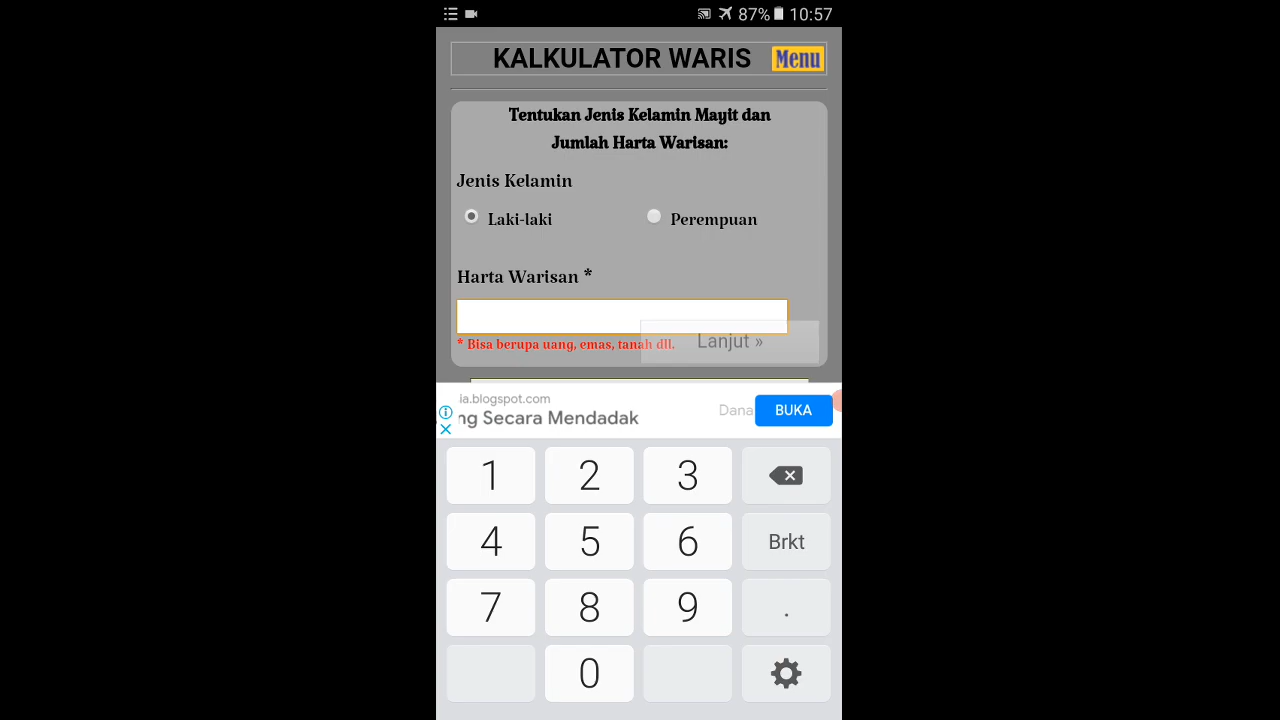 87% 10:57
KALKULATOR WARIS Menu
Tentukan Jenis Kelamin Mayit dan
Jumlah Harta Warisan:
Jenis Kelamin
Laki-laki Perempuan
Harta Warisan *
* Bisa berupa uang, emas, tanah dll.
Lanjut »
ia.blogspot.com
ng Secara Mendadak
Dana
BUKA
1 2 3
4 5 6 Brkt
7 8 9 .
0